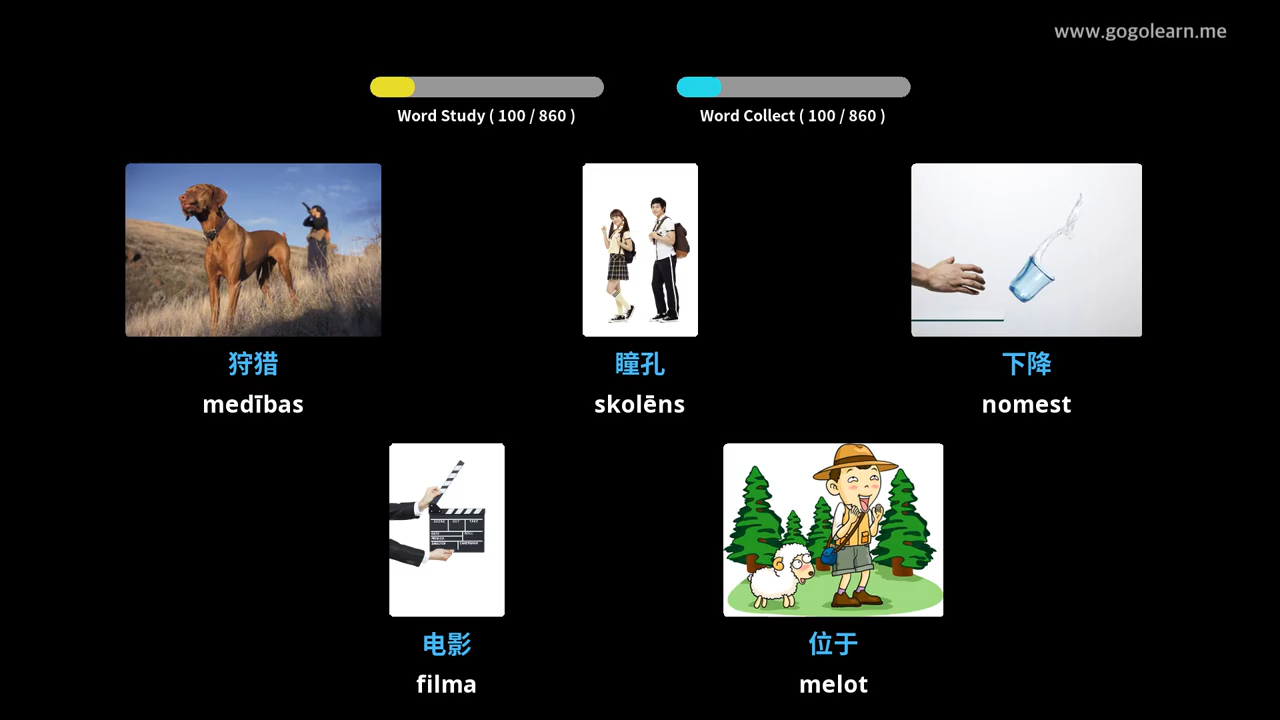 www.gogolearn.me
Word Study ( 100 / 860 )
Word Collect ( 100 / 860 )
狩猎
medības
瞳孔
skolēns
下降
nomest
电影
filma
位于
melot